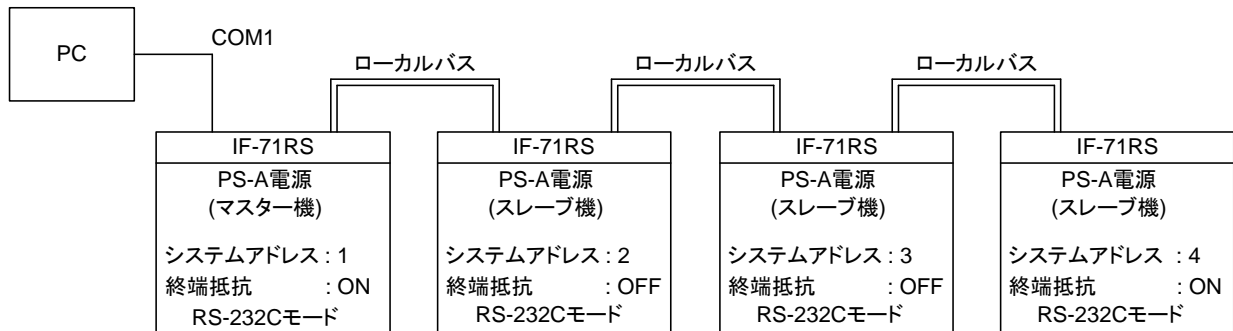 PC
COM1
ローカルバス
ローカルバス
ローカルバス
IF-71RS
PS-A電源
(マスター機)
システムアドレス : 1
終端抵抗 : ON
RS-232Cモード
IF-71RS
PS-A電源
(スレーブ機)
システムアドレス : 2
終端抵抗 : OFF
RS-232Cモード
IF-71RS
PS-A電源
(スレーブ機)
システムアドレス : 3
終端抵抗 : OFF
RS-232Cモード
IF-71RS
PS-A電源
(スレーブ機)
システムアドレス : 4
終端抵抗 : ON
RS-232Cモード